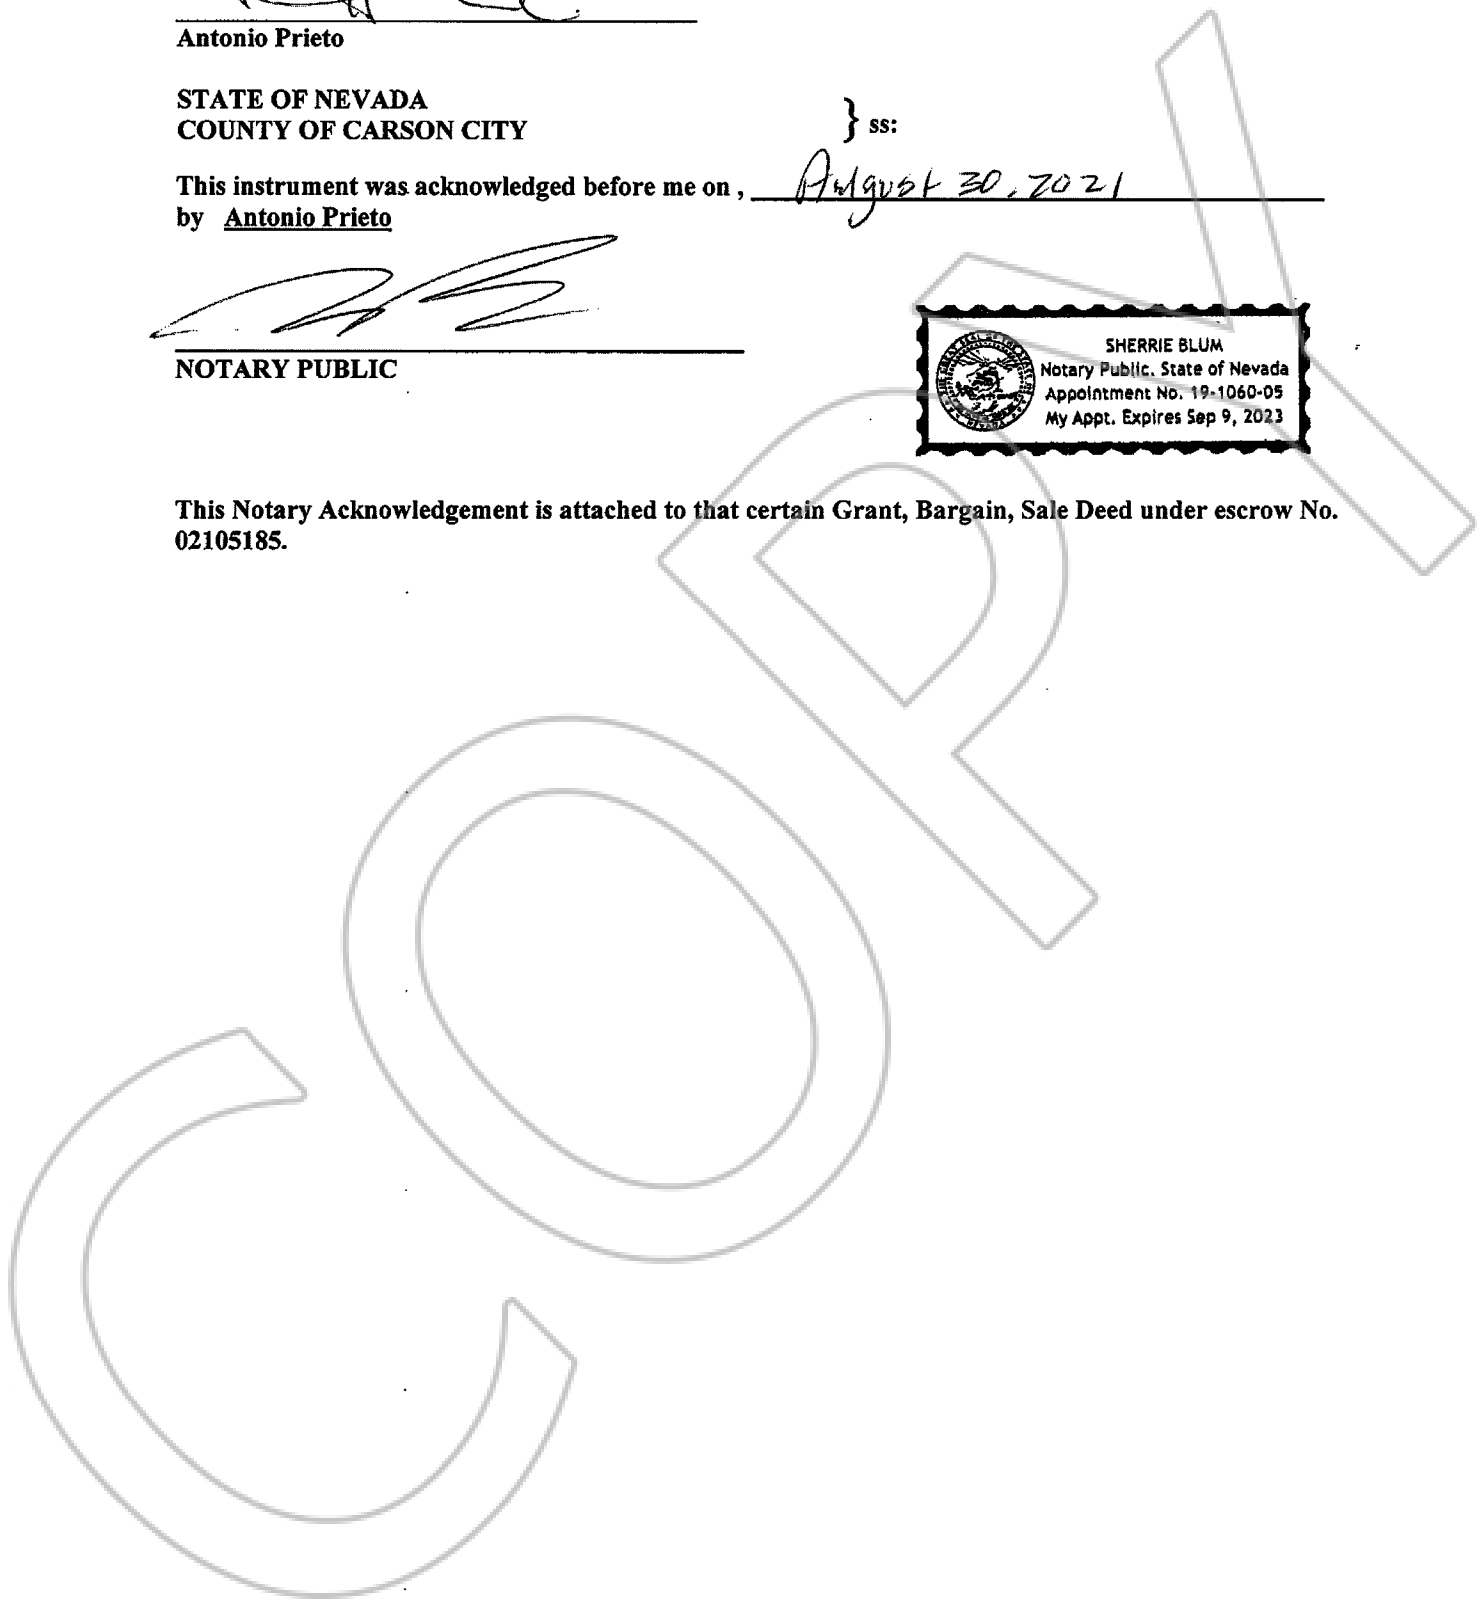 Antonio Prieto
STATE OF NEVADA
COUNTY OF CARSON CITY
} ss:
This instrument was acknowledged before me on , August 30, 2021
by Antonio Prieto
NOTARY PUBLIC
SHERRIE BLUM
Notary Public. State of Nevada
Appointment No. 19-1060-05
My Appt. Expires Sep 9, 2023
This Notary Acknowledgement is attached to that certain Grant, Bargain, Sale Deed under escrow No.
02105185.
COPY